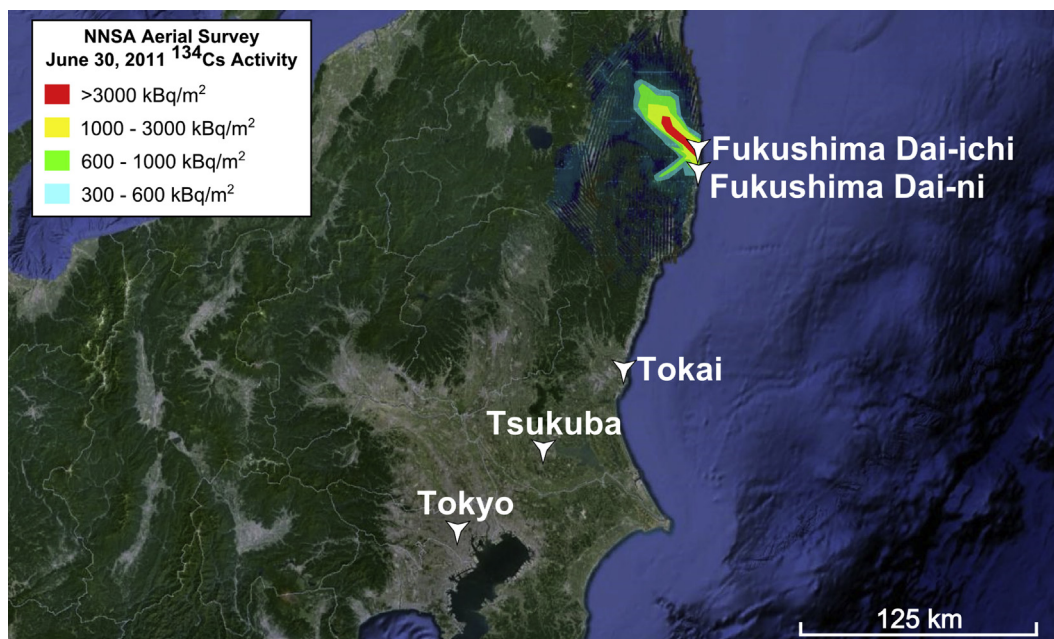 NNSA Aerial Survey
June 30, 2011 ¹³⁴Cs Activity
>3000 kBq/m²
1000 - 3000 kBq/m²
600 - 1000 kBq/m²
300 - 600 kBq/m²
Fukushima Dai-ichi
Fukushima Dai-ni
Tokai
Tsukuba
Tokyo
125 km